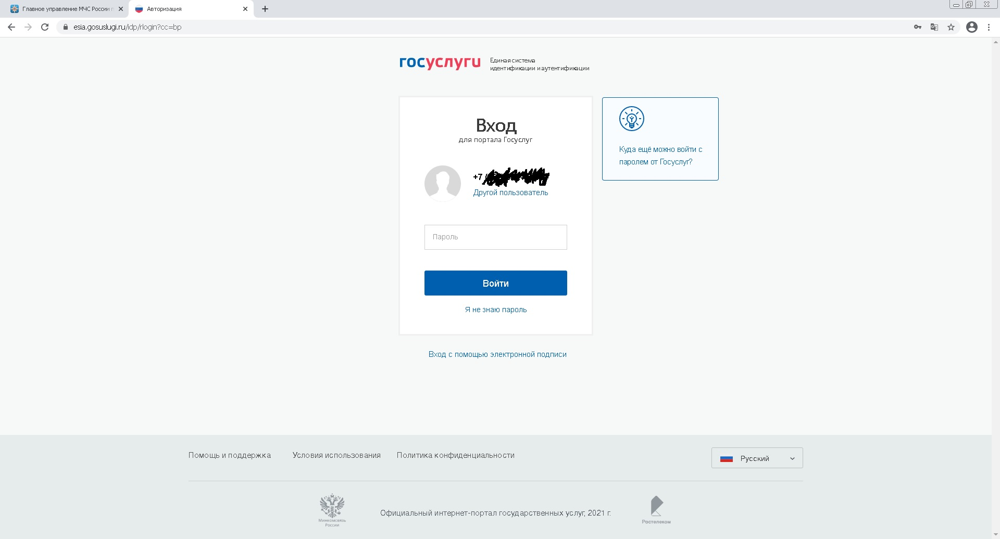 Главное управление МЧС России п
Авторизация
esia.gosuslugi.ru/idp/rlogin?cc=bp
госуслуги
Единая система
идентификации и аутентификации
Вход
для портала Госуслуг
+7 (
Другой пользователь
Пароль
Войти
Я не знаю пароль
Вход с помощью электронной подписи
Куда ещё можно войти с
паролем от Госуслуг?
Помощь и поддержка
Условия использования
Политика конфиденциальности
Русский
Минкомсвязь
России
Официальный интернет-портал государственных услуг, 2021 г.
Ростелеком